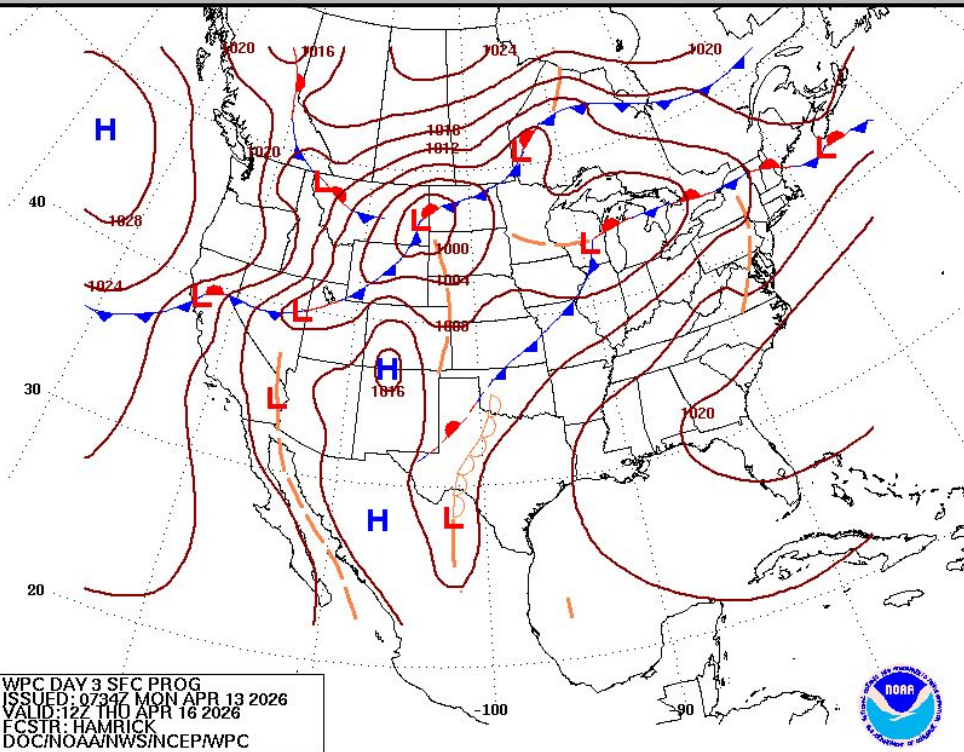 1020
1016
1024
1020
H
1016
1012
L
L
1020
L
40
L
1028
L
1000
1024
L
1004
L
1008
H
30
1016
L
1020
H
L
20
-100
90
WPC DAY 3 SFC PROG
ISSUED: 0734Z MON APR 13 2026
VALID:12Z THU APR 16 2026
FCSTR: HAMRICK
DOC/NOAA/NWS/NCEP/WPC
NOAA